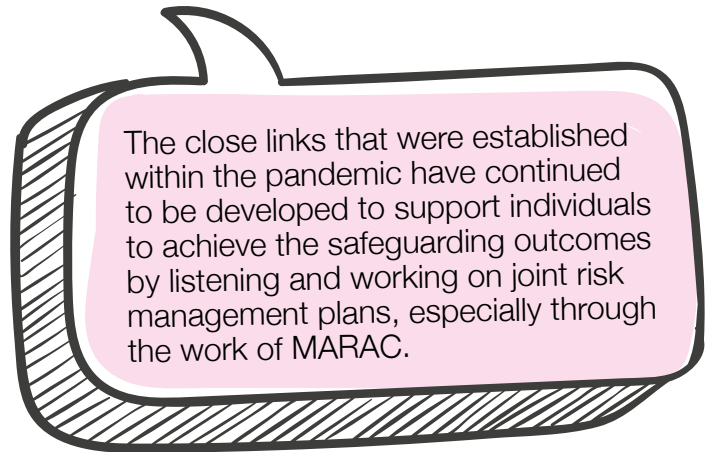 The close links that were established
within the pandemic have continued
to be developed to support individuals
to achieve the safeguarding outcomes
by listening and working on joint risk
management plans, especially through
the work of MARAC.